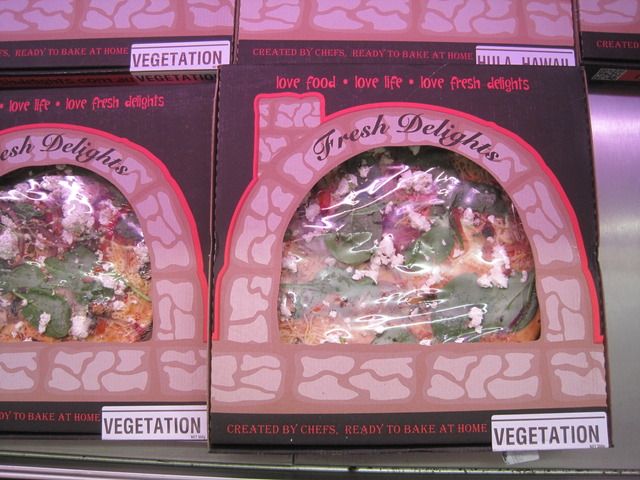 READY TO BAKE AT HOME
VEGETATION
CREATED BY CHEFS, READY TO BAKE AT HOME
HULA HAWAII
CREATED
VEGETATION
love life • love fresh delights
esh Delights
DY TO BAKE AT HOME
VEGETATION
love food • love life • love fresh delights
Fresh Delights
CREATED BY CHEFS, READY TO BAKE AT HOME
VEGETATION